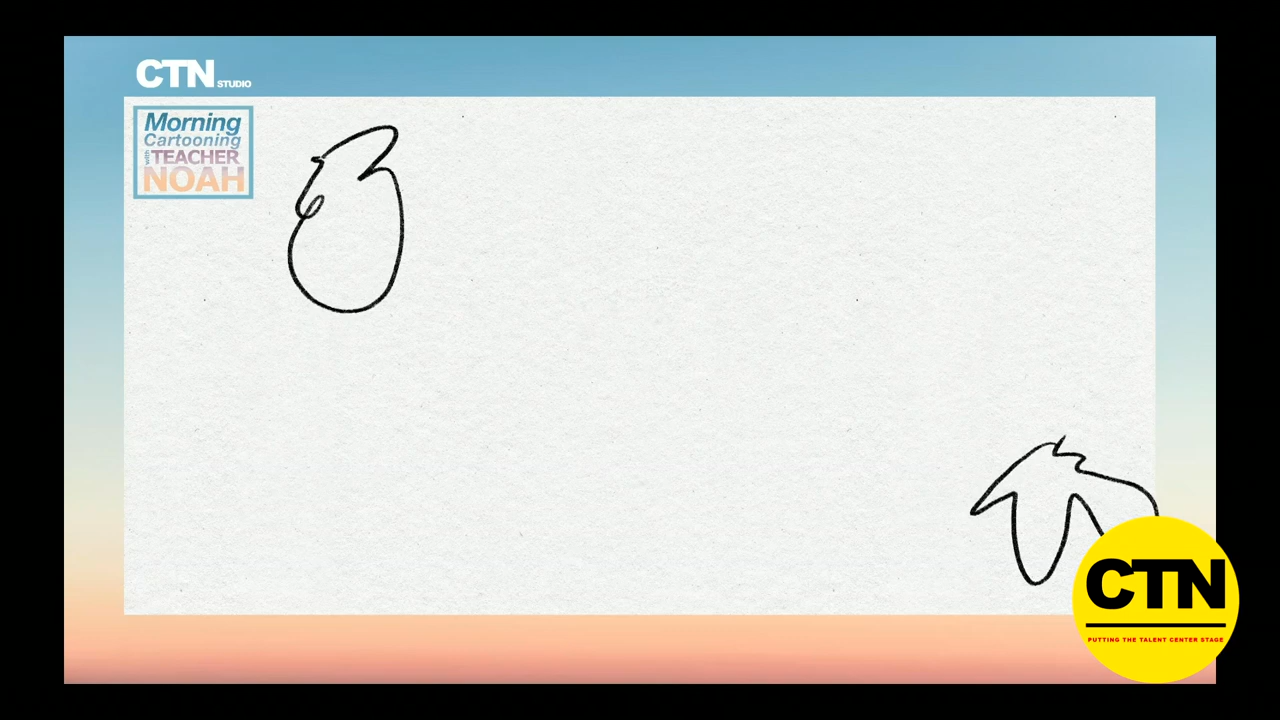 CTN STUDIO
Morning
Cartooning
with TEACHER
NOAH
CTN
PUTTING THE TALENT CENTER STAGE